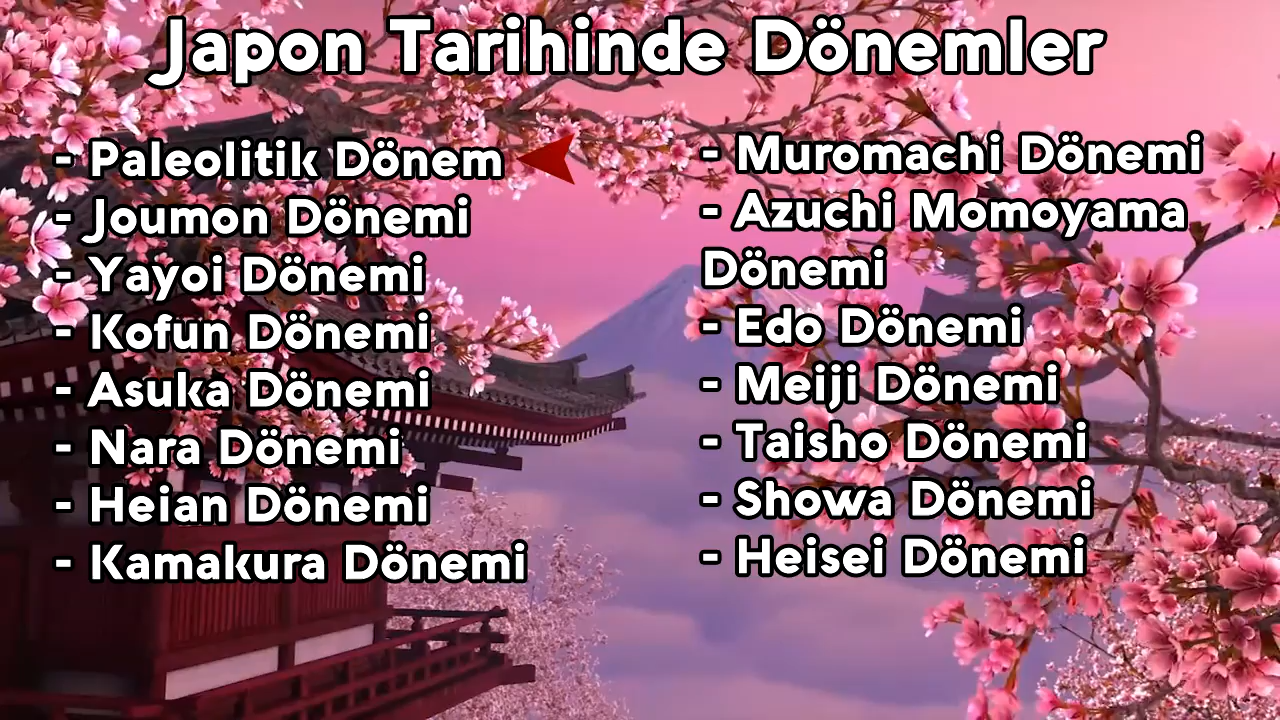 Japon Tarihinde Dönemler
- Paleolitik Dönem
- Joumon Dönemi
- Yayoi Dönemi
- Kofun Dönemi
- Asuka Dönemi
- Nara Dönemi
- Heian Dönemi
- Kamakura Dönemi
- Muromachi Dönemi
- Azuchi Momoyama
Dönemi
- Edo Dönemi
- Meiji Dönemi
- Taisho Dönemi
- Showa Dönemi
- Heisei Dönemi